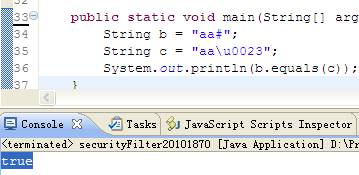 33 public static void main(String[] arg
34 String b = "aa#";
35 String c = "aa\u0023";
36 System.out.println(b.equals(c));
37 }
Console Tasks JavaScript Scripts Inspector
<terminated> securityFilter20101870 [Java Application] D:\Pr
true